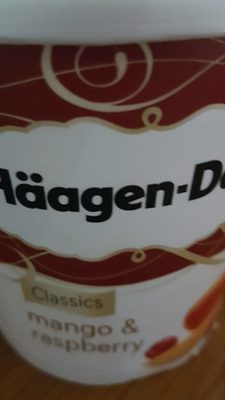 Häagen-Da
Classics
mango &
raspberry